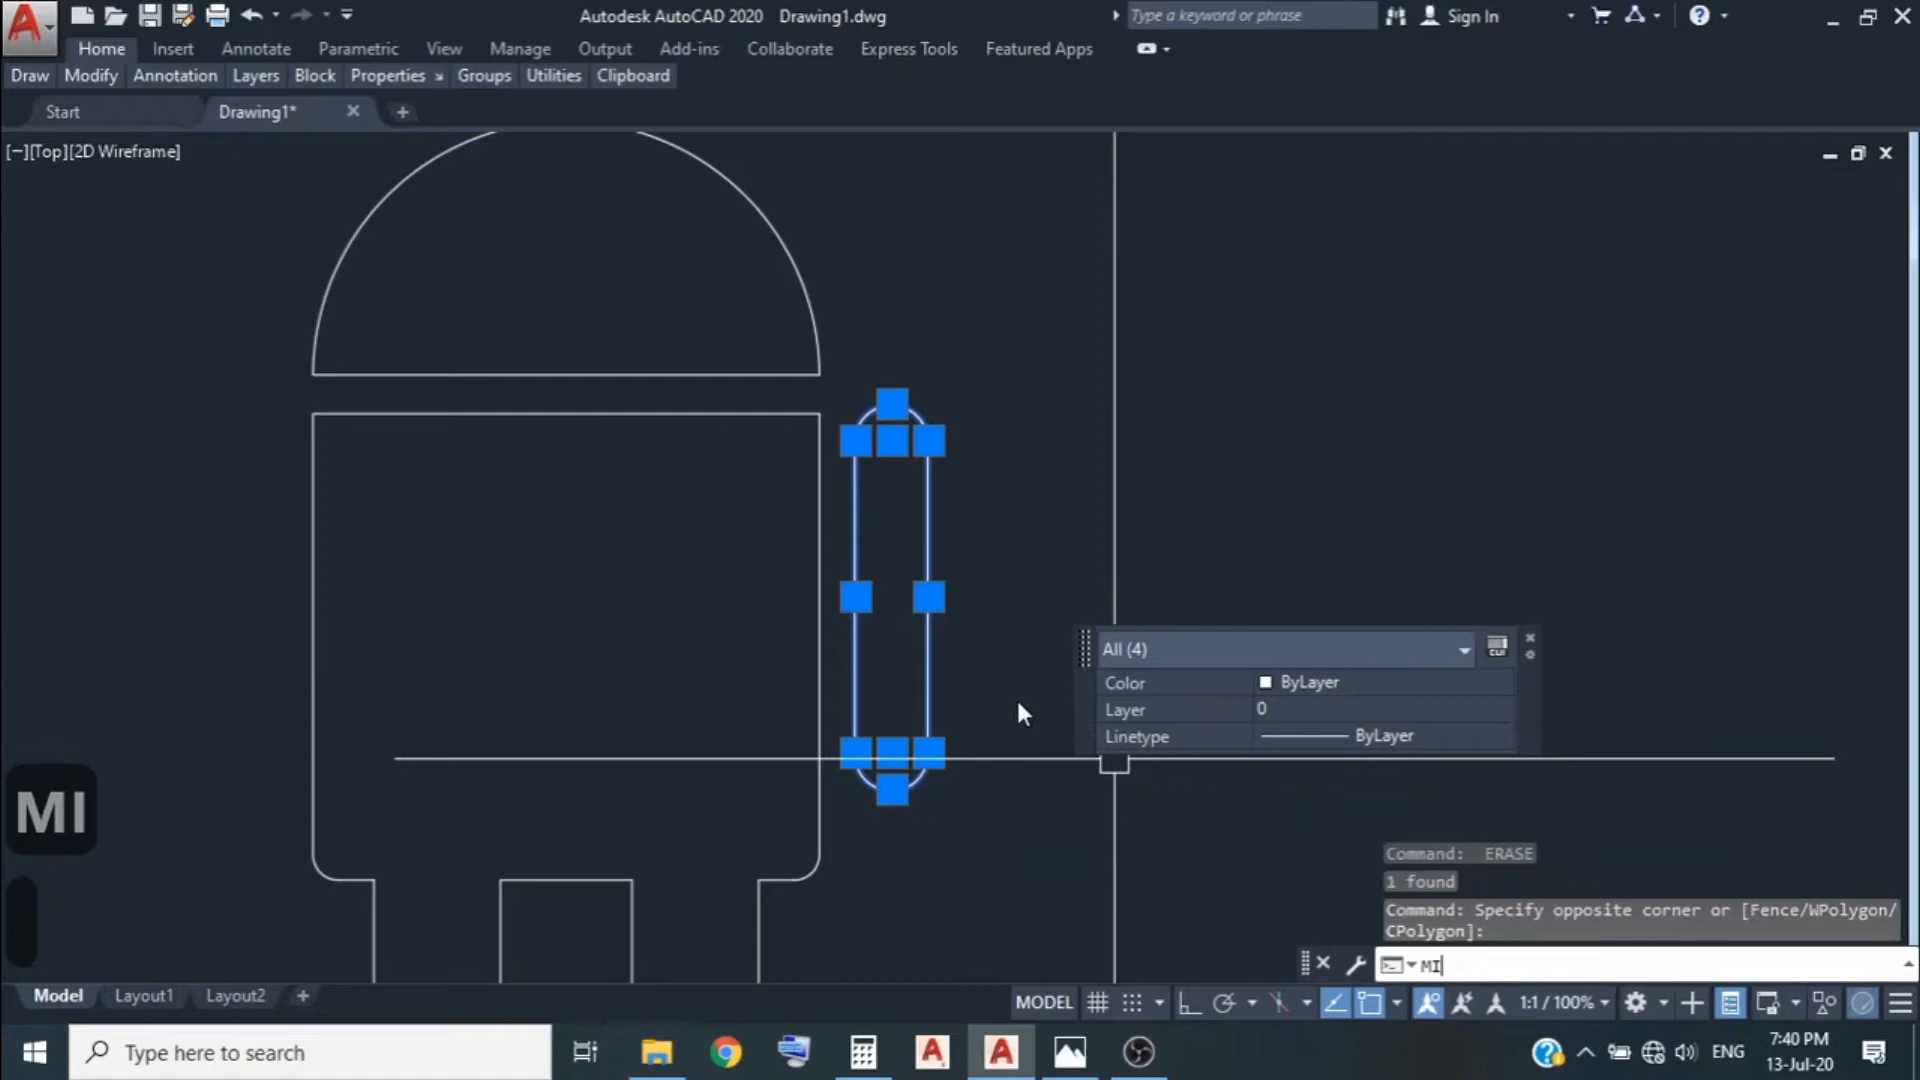 Autodesk AutoCAD 2020 Drawing1.dwg
Type a keyword or phrase
Sign In
Home Insert Annotate Parametric View Manage Output Add-ins Collaborate Express Tools Featured Apps
Draw Modify Annotation Layers Block Properties Groups Utilities Clipboard
Start Drawing1*
[−][Top][2D Wireframe]
All (4)
CUI
Color ByLayer
Layer 0
Linetype ByLayer
MI
Command: _ERASE
1 found
Command: Specify opposite corner or [Fence/WPolygon/
CPolygon]:
MI
Model Layout1 Layout2
MODEL 1:1 / 100%
Type here to search
ENG
7:40 PM
13-Jul-20